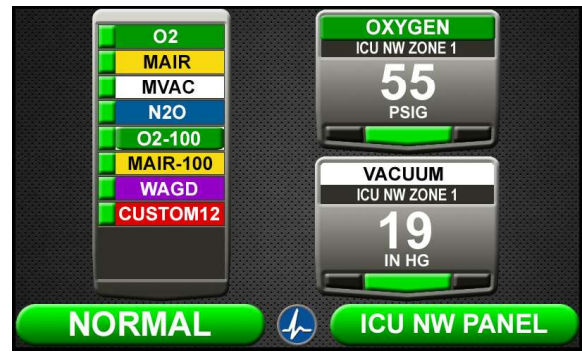 O2
MAIR
MVAC
N2O
O2-100
MAIR-100
WAGD
CUSTOM12
OXYGEN
ICU NW ZONE 1
55
PSIG
VACUUM
ICU NW ZONE 1
19
IN HG
NORMAL
ICU NW PANEL